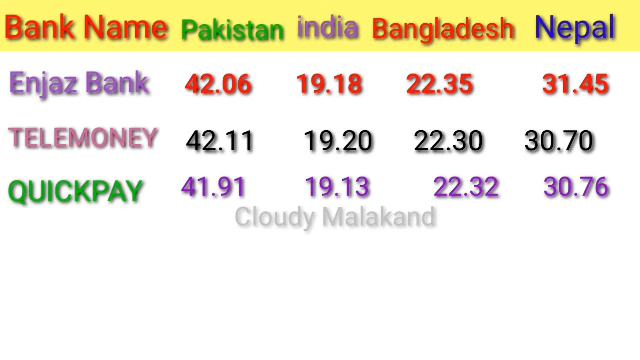 Bank Name Pakistan india Bangladesh Nepal
Enjaz Bank 42.06 19.18 22.35 31.45
TELEMONEY 42.11 19.20 22.30 30.70
QUICKPAY 41.91 19.13 22.32 30.76
Cloudy Malakand